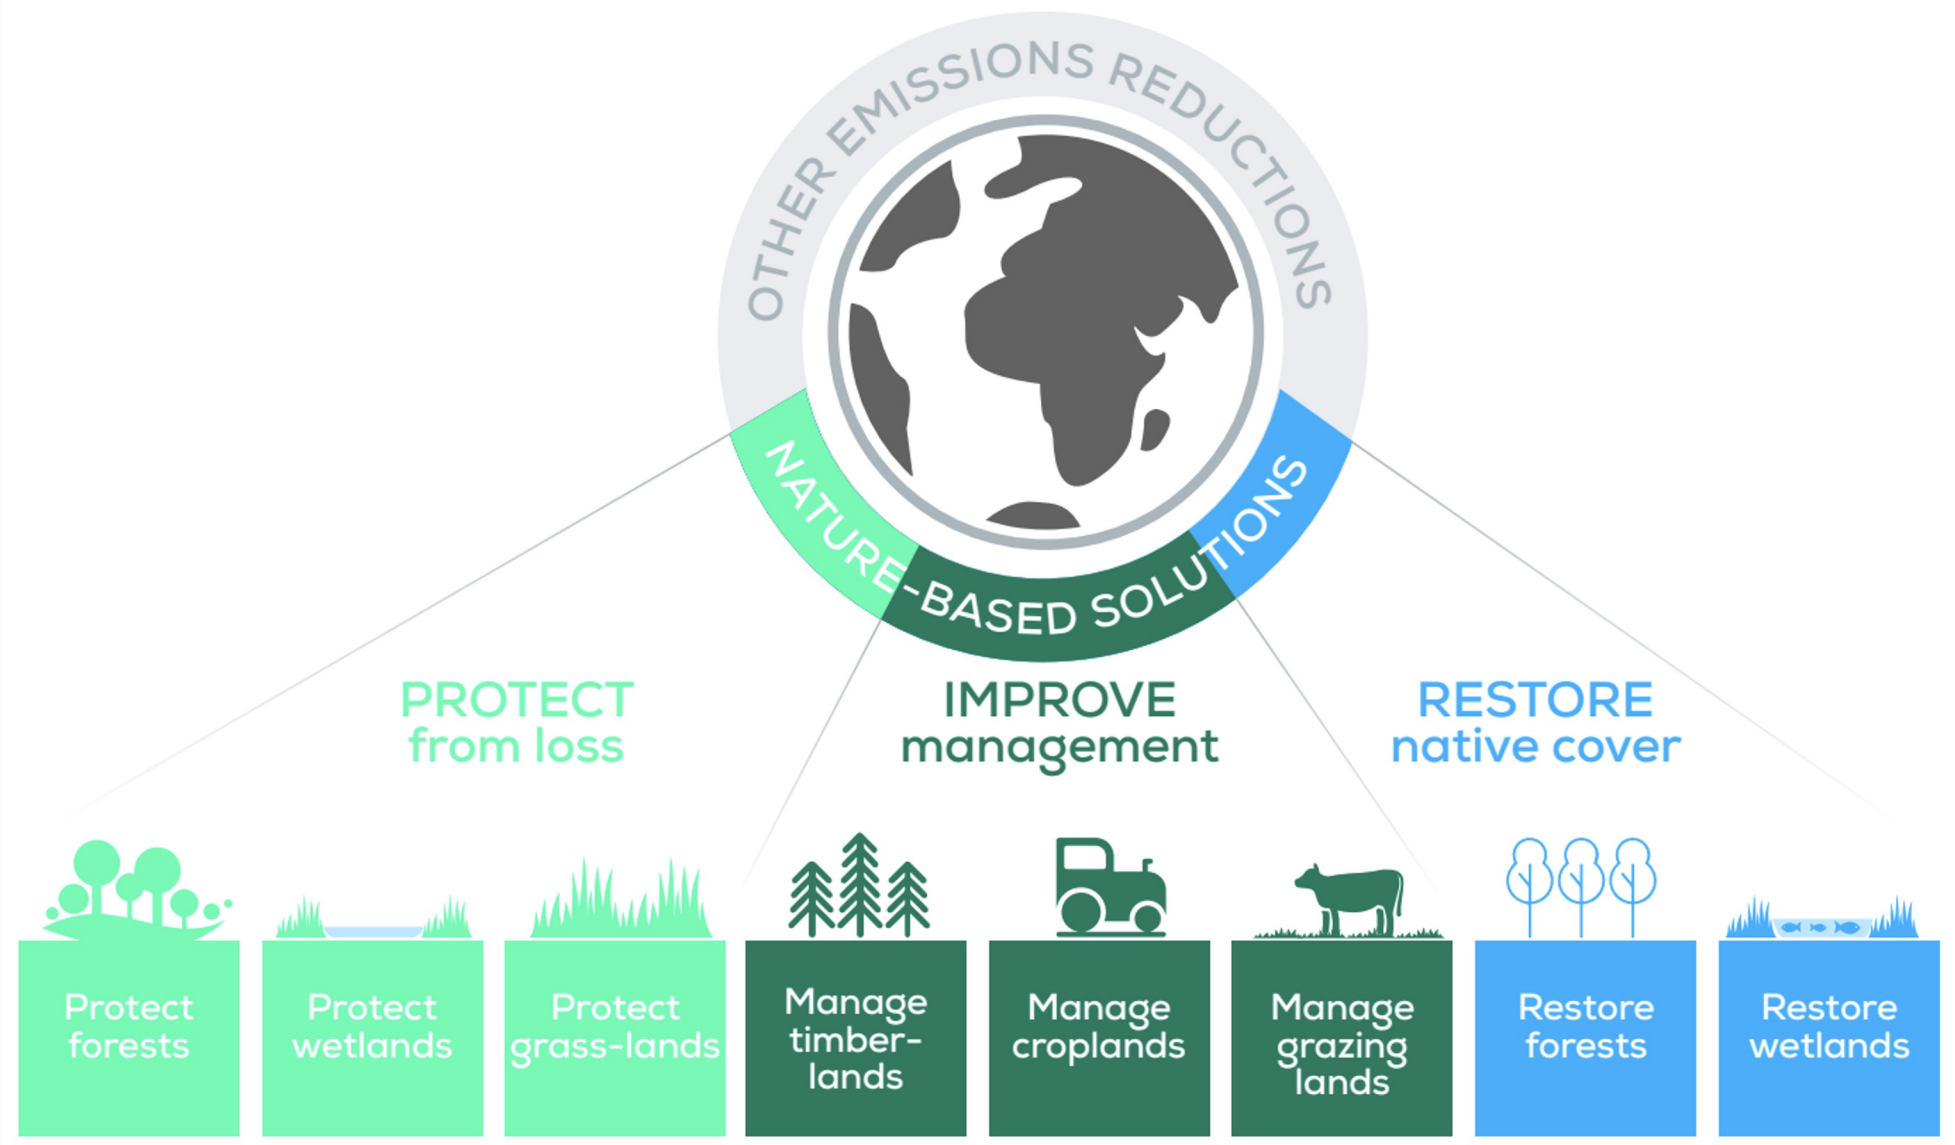 OTHER EMISSIONS REDUCTIONS
NATURE-BASED SOLUTIONS
PROTECT
from loss
IMPROVE
management
RESTORE
native cover
Protect
forests
Protect
wetlands
Protect
grass-lands
Manage
timber-
lands
Manage
croplands
Manage
grazing
lands
Restore
forests
Restore
wetlands